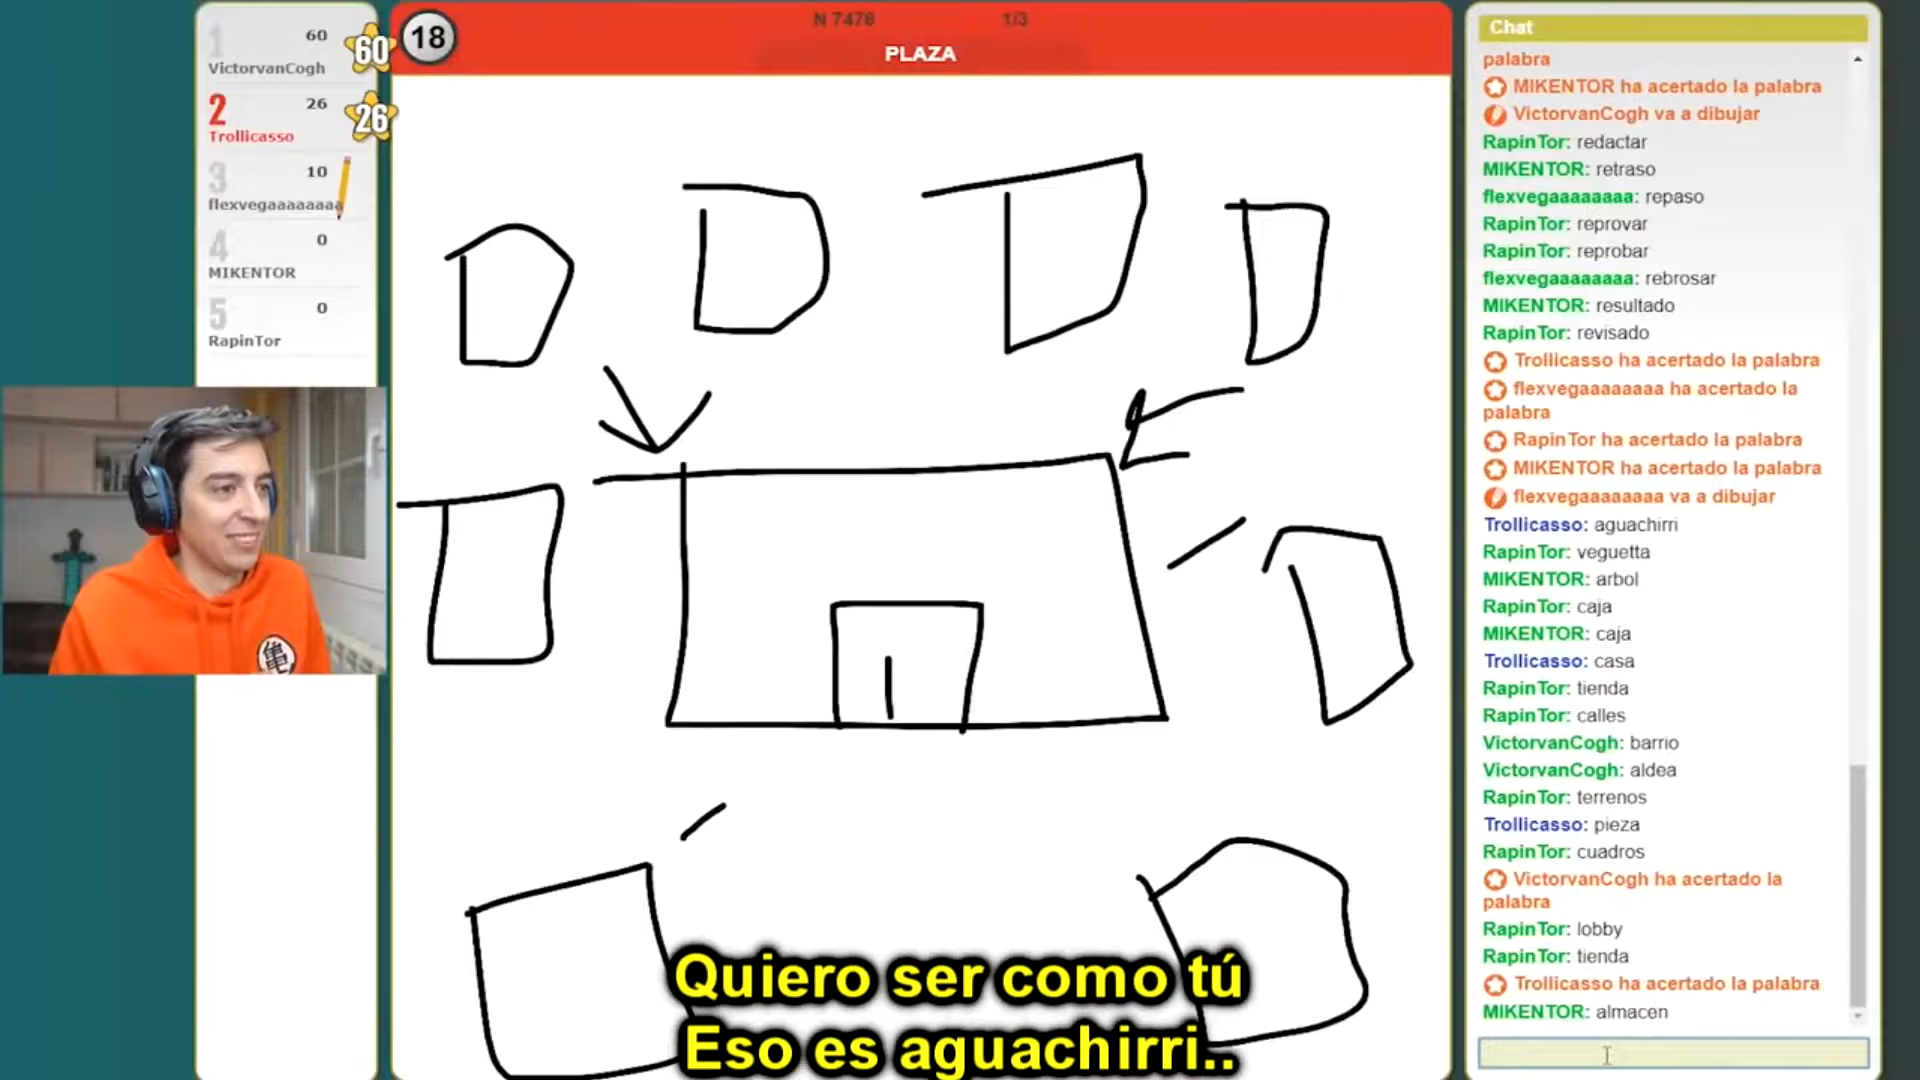 1
60
60
VictorvanCogh
2
26
26
Trollicasso
3
10
flexvegaaaaaaaa
4
0
MIKENTOR
5
0
RapinTor
18
N 7478
1/3
PLAZA
亀
Quiero ser como tú
Eso es aguachirri..
Chat
palabra
MIKENTOR ha acertado la palabra
VictorvanCogh va a dibujar
RapinTor: redactar
MIKENTOR: retraso
flexvegaaaaaaaa: repaso
RapinTor: reprovar
RapinTor: reprobar
flexvegaaaaaaaa: rebrosar
MIKENTOR: resultado
RapinTor: revisado
Trollicasso ha acertado la palabra
flexvegaaaaaaaa ha acertado la
palabra
RapinTor ha acertado la palabra
MIKENTOR ha acertado la palabra
flexvegaaaaaaaa va a dibujar
Trollicasso: aguachirri
RapinTor: veguetta
MIKENTOR: arbol
RapinTor: caja
MIKENTOR: caja
Trollicasso: casa
RapinTor: tienda
RapinTor: calles
VictorvanCogh: barrio
VictorvanCogh: aldea
RapinTor: terrenos
Trollicasso: pieza
RapinTor: cuadros
VictorvanCogh ha acertado la
palabra
RapinTor: lobby
RapinTor: tienda
Trollicasso ha acertado la palabra
MIKENTOR: almacen